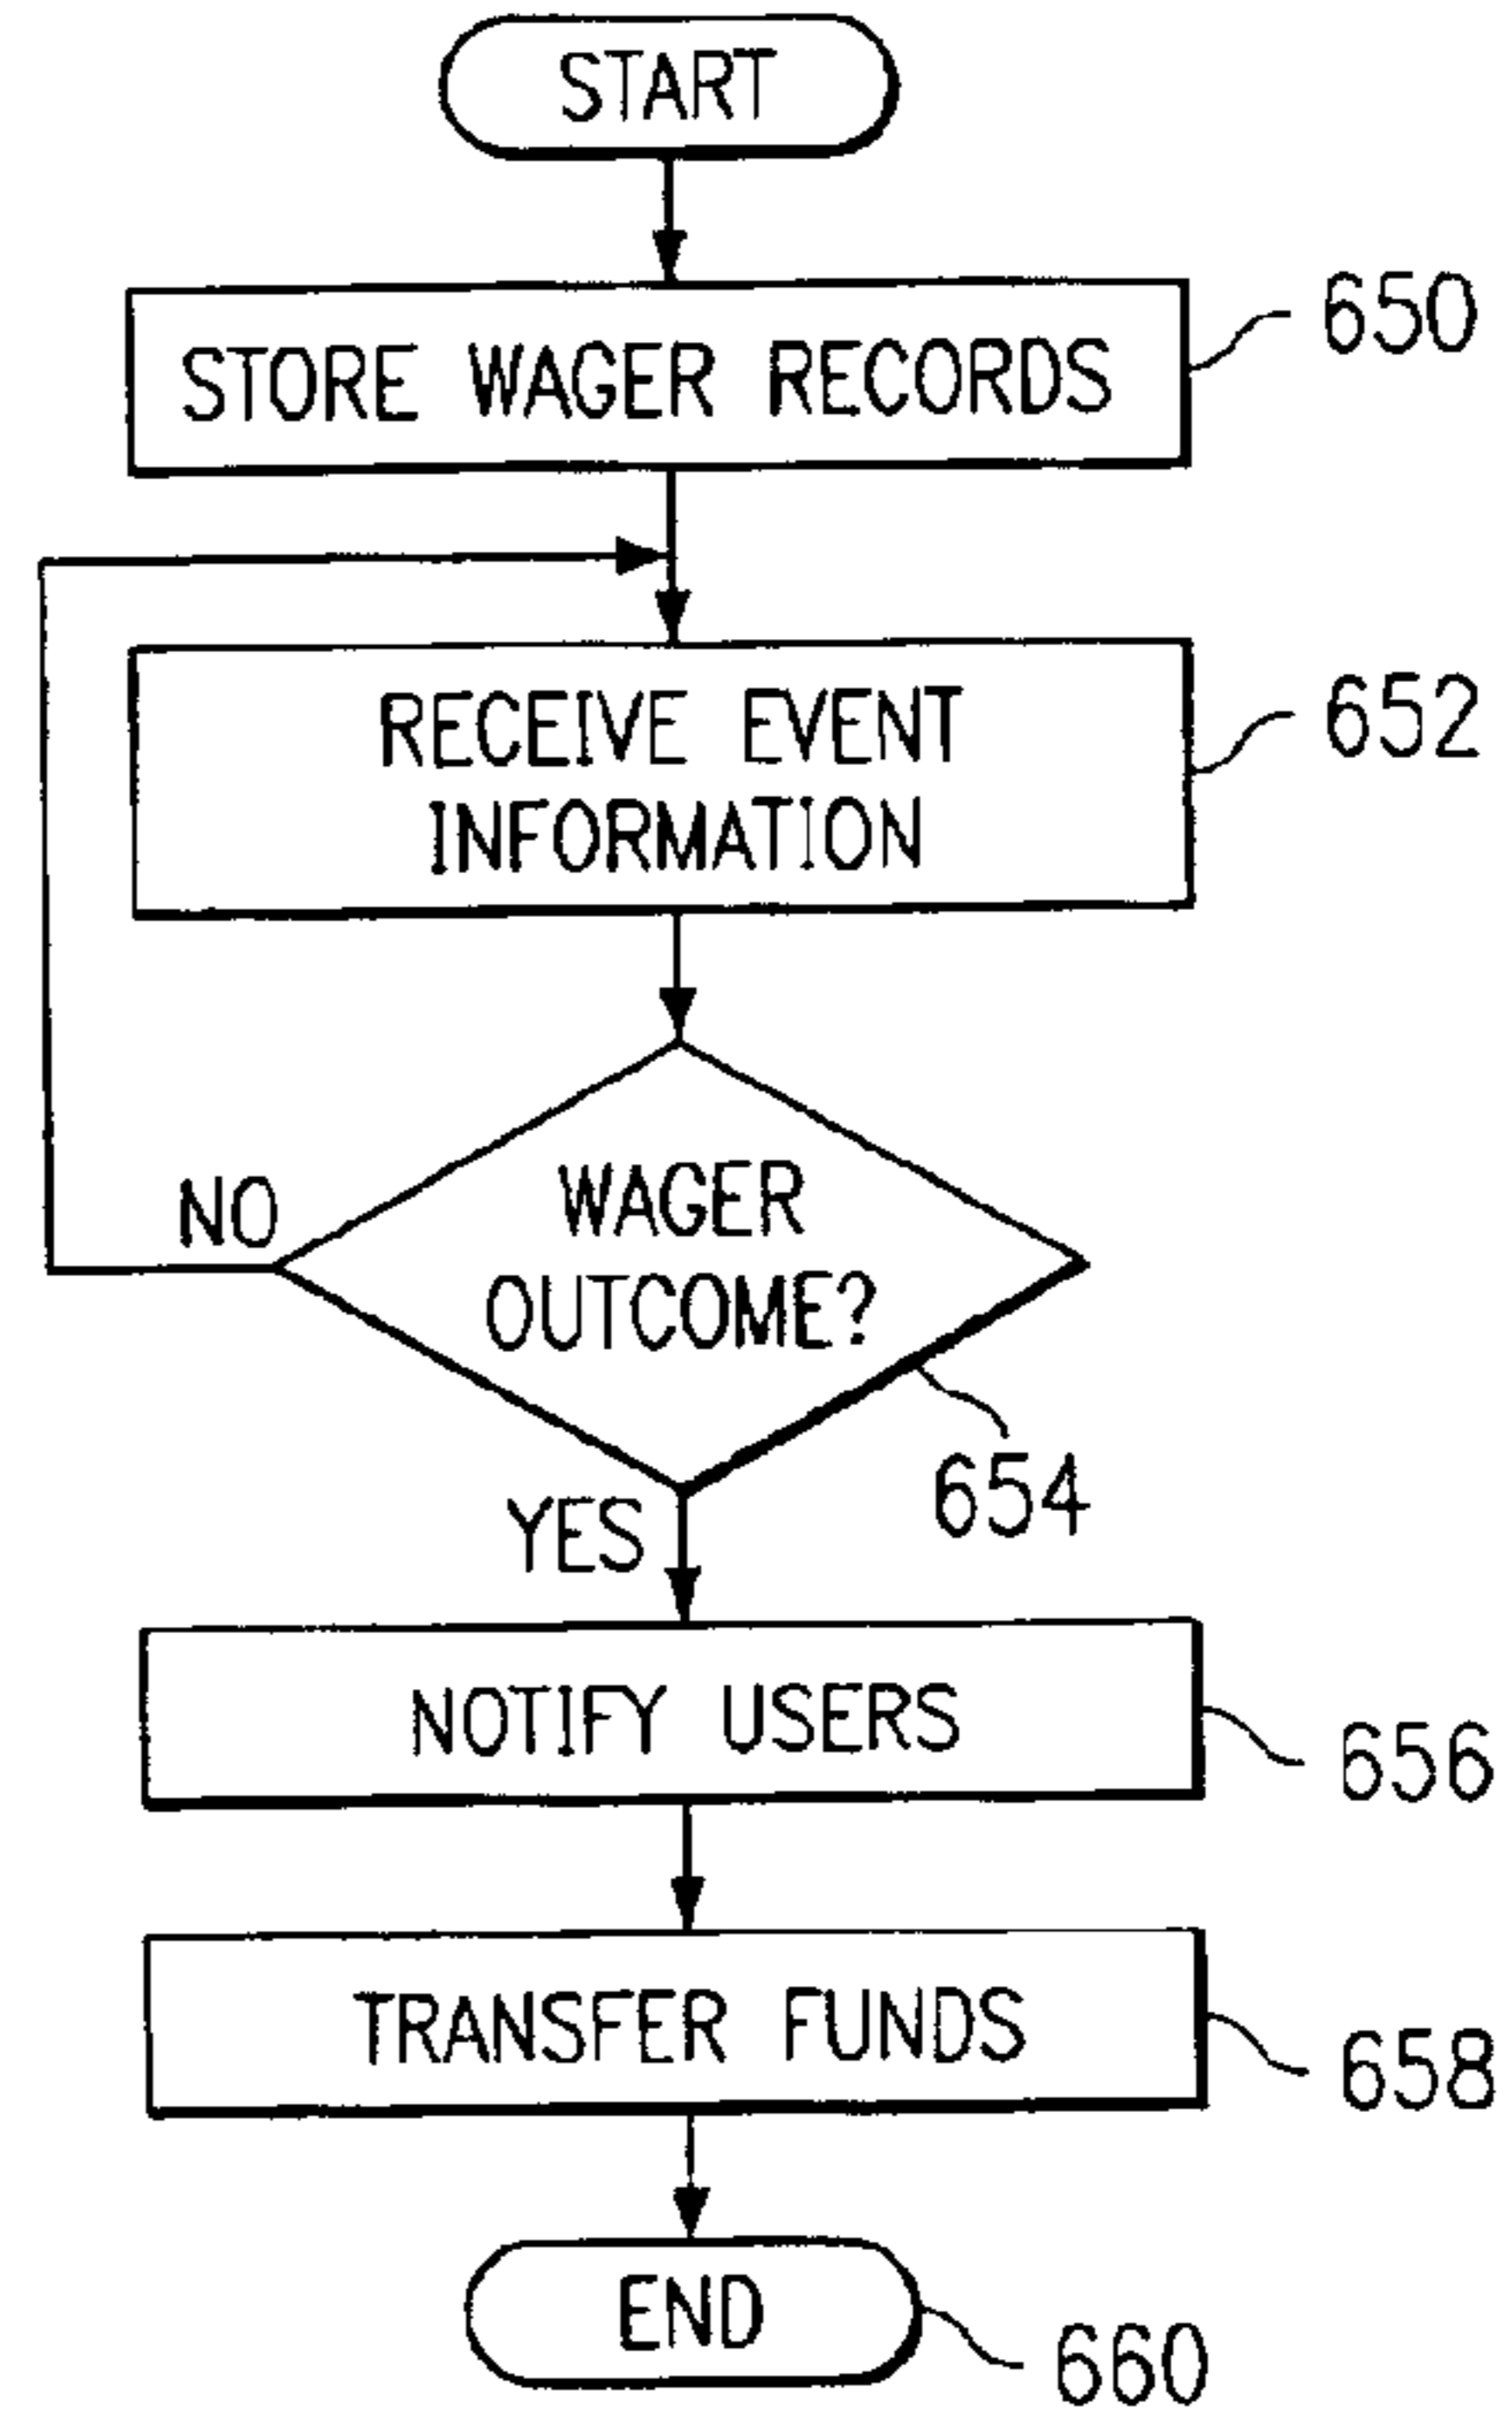 START
STORE WAGER RECORDS
650
RECEIVE EVENT
INFORMATION
652
WAGER
OUTCOME?
NO
654
YES
NOTIFY USERS
656
TRANSFER FUNDS
658
END
660